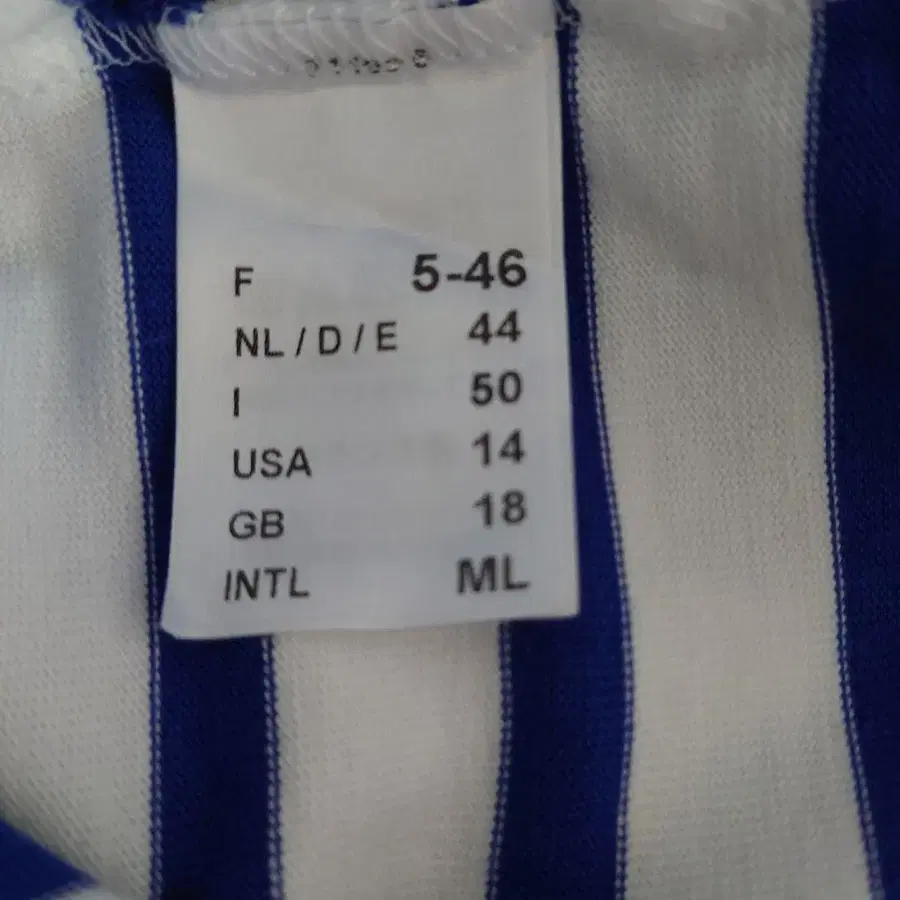 F 5-46
NL / D / E 44
I 50
USA 14
GB 18
INTL ML